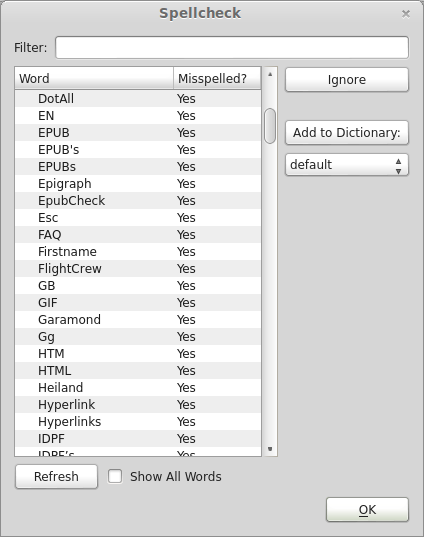 Spellcheck
Filter:
Word Misspelled? Ignore
DotAll Yes
EN Yes
EPUB Yes Add to Dictionary:
EPUB's Yes
EPUBs Yes default
Epigraph Yes
EpubCheck Yes
Esc Yes
FAQ Yes
Firstname Yes
FlightCrew Yes
GB Yes
GIF Yes
Garamond Yes
Gg Yes
HTM Yes
HTML Yes
Heiland Yes
Hyperlink Yes
Hyperlinks Yes
IDPF Yes
IDPF’s Yes
Refresh Show All Words
OK